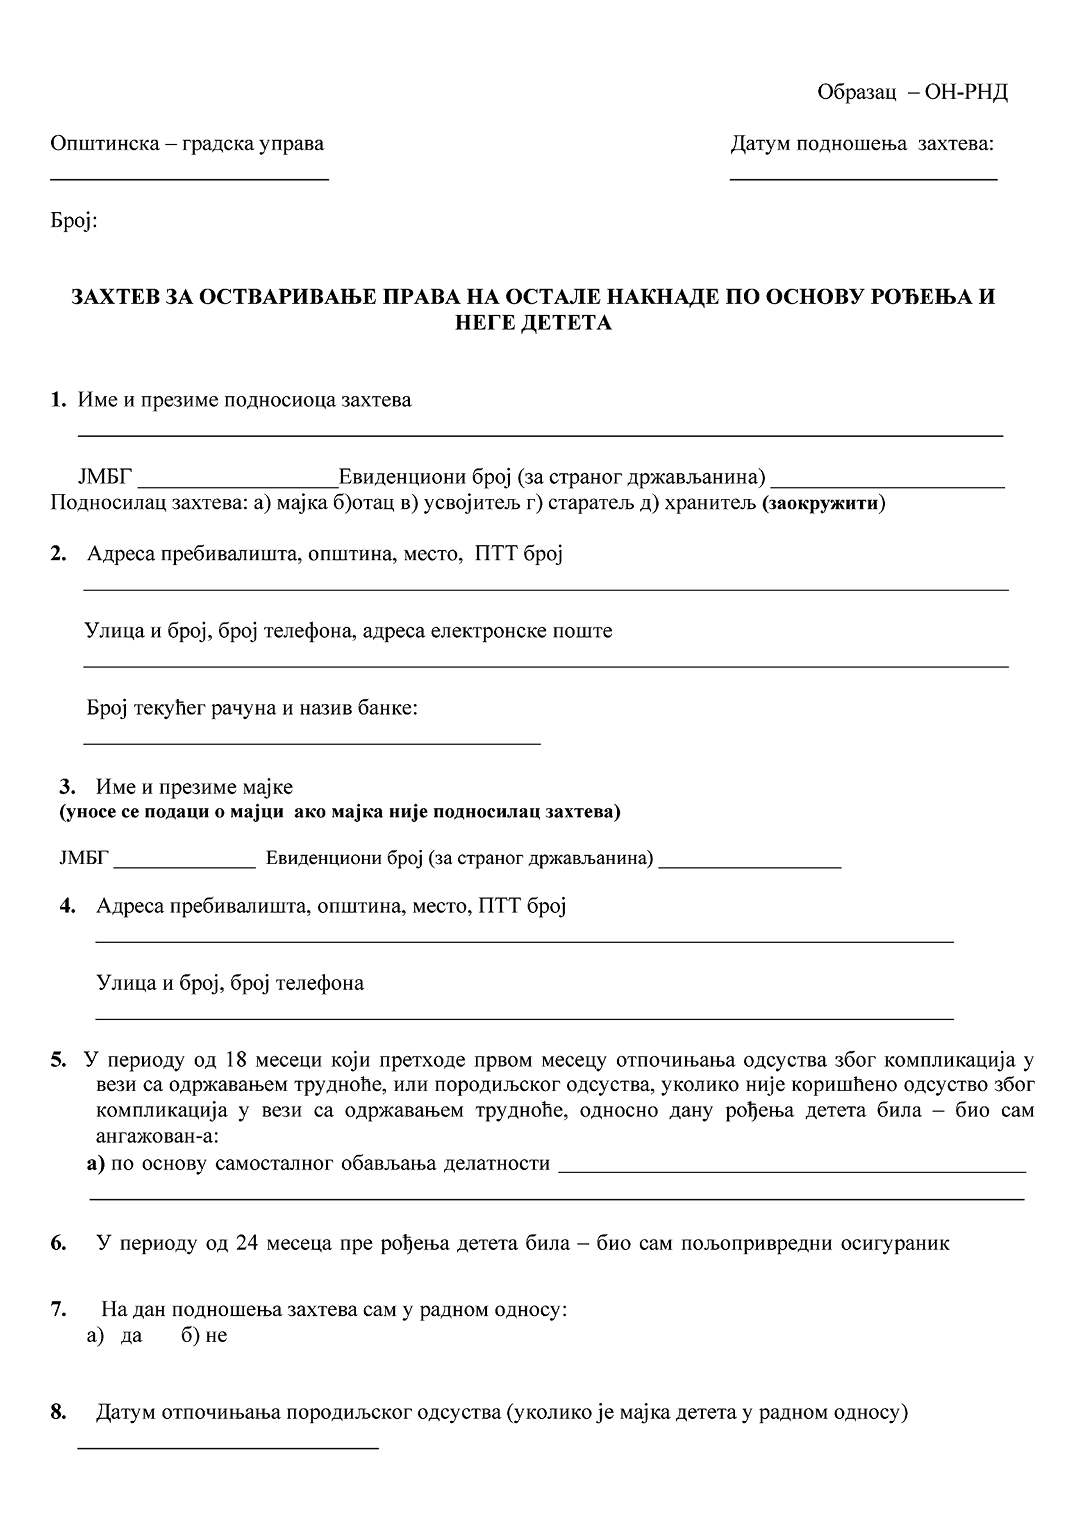 Образац – ОН-РНД
Општинска – градска управа Датум подношења захтева:
Број:
ЗАХТЕВ ЗА ОСТВАРИВАЊЕ ПРАВА НА ОСТАЛЕ НАКНАДЕ ПО ОСНОВУ РОЂЕЊА И
НЕГЕ ДЕТЕТА
1. Име и презиме подносиоца захтева
ЈМБГ __________________Евиденциони број (за страног држављанина) _____________________
Подносилац захтева: а) мајка б)отац в) усвојитељ г) старатељ д) хранитељ (заокружити)
2. Адреса пребивалишта, општина, место, ПТТ број
Улица и број, број телефона, адреса електронске поште
Број текућег рачуна и назив банке:
3. Име и презиме мајке
(уносе се подаци о мајци ако мајка није подносилац захтева)
ЈМБГ ______________ Евиденциони број (за страног држављанина) __________________
4. Адреса пребивалишта, општина, место, ПТТ број
Улица и број, број телефона
5. У периоду од 18 месеци који претходе првом месецу отпочињања одсуства због компликација у
вези са одржавањем трудноће, или породиљског одсуства, уколико није коришћено одсуство због
компликација у вези са одржавањем трудноће, односно дану рођења детета била – био сам
ангажован-а:
а) по основу самосталног обављања делатности __________________________________________
6. У периоду од 24 месеца пре рођења детета била – био сам пољопривредни осигураник
7. На дан подношења захтева сам у радном односу:
а) да б) не
8. Датум отпочињања породиљског одсуства (уколико је мајка детета у радном односу)